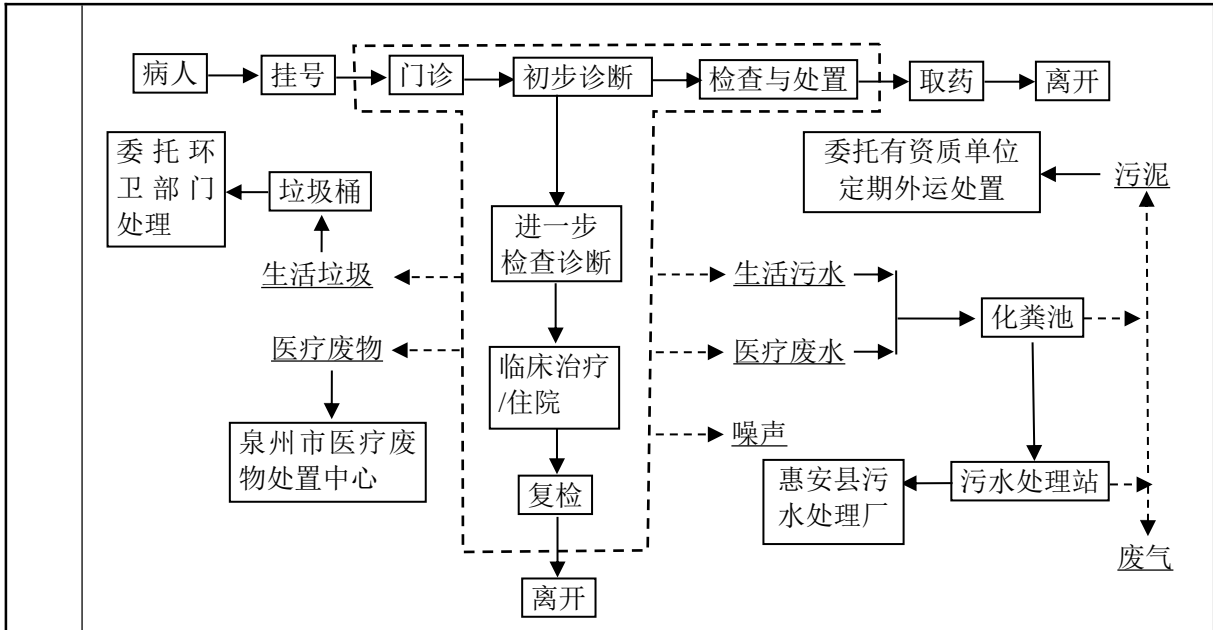 病人
挂号
门诊
初步诊断
检查与处置
取药
离开
委托环
卫部门
处理
垃圾桶
生活垃圾
医疗废物
泉州市医疗废
物处置中心
进一步
检查诊断
临床治疗
/住院
复检
离开
委托有资质单位
定期外运处置
污泥
生活污水
医疗废水
噪声
化粪池
污水处理站
惠安县污
水处理厂
废气